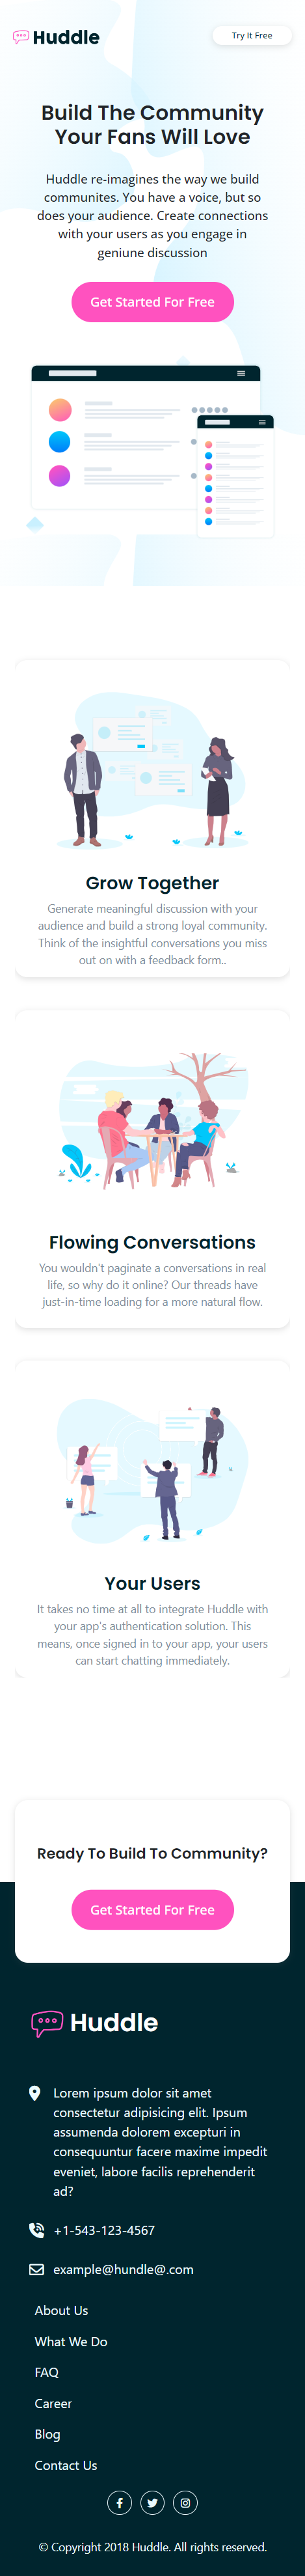 Huddle
Try It Free
Build The Community
Your Fans Will Love
Huddle re-imagines the way we build
communites. You have a voice, but so
does your audience. Create connections
with your users as you engage in
geniune discussion
Get Started For Free
Grow Together
Generate meaningful discussion with your
audience and build a strong loyal community.
Think of the insightful conversations you miss
out on with a feedback form..
Flowing Conversations
You wouldn't paginate a conversations in real
life, so why do it online? Our threads have
just-in-time loading for a more natural flow.
Your Users
It takes no time at all to integrate Huddle with
your app's authentication solution. This
means, once signed in to your app, your users
can start chatting immediately.
Ready To Build To Community?
Get Started For Free
Huddle
Lorem ipsum dolor sit amet
consectetur adipisicing elit. Ipsum
assumenda dolorem excepturi in
consequuntur facere maxime impedit
eveniet, labore facilis reprehenderit
ad?
+1-543-123-4567
example@hundle@.com
About Us
What We Do
FAQ
Career
Blog
Contact Us
© Copyright 2018 Huddle. All rights reserved.